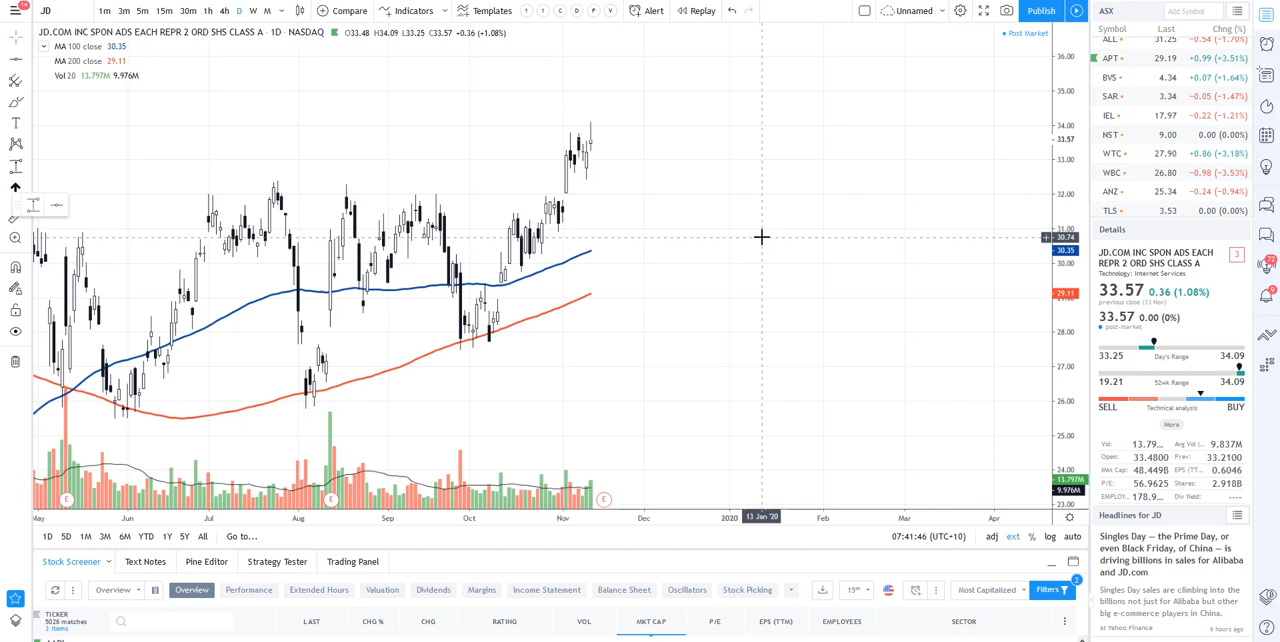 14
JD
1m 3m 5m 15m 30m 1h 4h D W M
Compare
Indicators
Templates
1 1 C D F V
Alert
Replay
Unnamed
Publish
JD.COM INC SPON ADS EACH REPR 2 ORD SHS CLASS A · 1D · NASDAQ O33.48 H34.09 L33.25 C33.57 +0.36 (+1.08%)
MA 100 close 30.35
MA 200 close 29.11
Vol 20 13.797M 9.976M
Post Market
36.00
35.00
34.00
33.57
33.00
32.00
31.00
30.74
30.35
30.00
29.11
28.00
27.00
26.00
25.00
24.00
13.797M
9.976M
23.00
E E E
May Jun Jul Aug Sep Oct Nov Dec 2020 13 Jan '20 Feb Mar Apr
1D 5D 1M 3M 6M YTD 1Y 5Y All Go to...
07:41:46 (UTC+10) adj ext % log auto
Stock Screener Text Notes Pine Editor Strategy Tester Trading Panel
Overview Overview Performance Extended Hours Valuation Dividends Margins Income Statement Balance Sheet Oscillators Stock Picking
15m
Most Capitalized
Filters
2
TICKER
5028 matches
3 items
LAST CHG % CHG RATING VOL MKT CAP P/E EPS (TTM) EMPLOYEES SECTOR
ASX
Add Symbol
Symbol Last Chg (%)
ALL 31.25 −0.54 (−1.70%)
APT 29.19 +0.99 (+3.51%)
BVS 4.34 +0.07 (+1.64%)
SAR 3.34 −0.05 (−1.47%)
IEL 17.97 −0.22 (−1.21%)
NST 9.00 0.00 (0.00%)
WTC 27.90 +0.86 (+3.18%)
WBC 26.80 −0.98 (−3.53%)
ANZ 25.34 −0.24 (−0.94%)
TLS 3.53 0.00 (0.00%)
Details
JD.COM INC SPON ADS EACH
REPR 2 ORD SHS CLASS A
3
Technology: Internet Services
33.57 0.36 (1.08%)
previous close (13 Nov)
33.57 0.00 (0%)
post-market
33.25 Day's Range 34.09
19.21 52wk Range 34.09
SELL Technical analysis BUY
More
Vol: 13.79... Avg Vol (... 9.837M
Open: 33.4800 Prev: 33.2100
Mkt Cap: 48.449B EPS (TT... 0.6046
P/E: 56.9625 Shares: 2.918B
EMPLOY... 178.9... Div Yield: ----
Headlines for JD
Singles Day — the Prime Day, or
even Black Friday, of China — is
driving billions in sales for Alibaba
and JD.com
Singles Day sales are climbing into the
billions not just for Alibaba but other
big e-commerce players in China.
at Yahoo Finance 9 hours ago
72
9